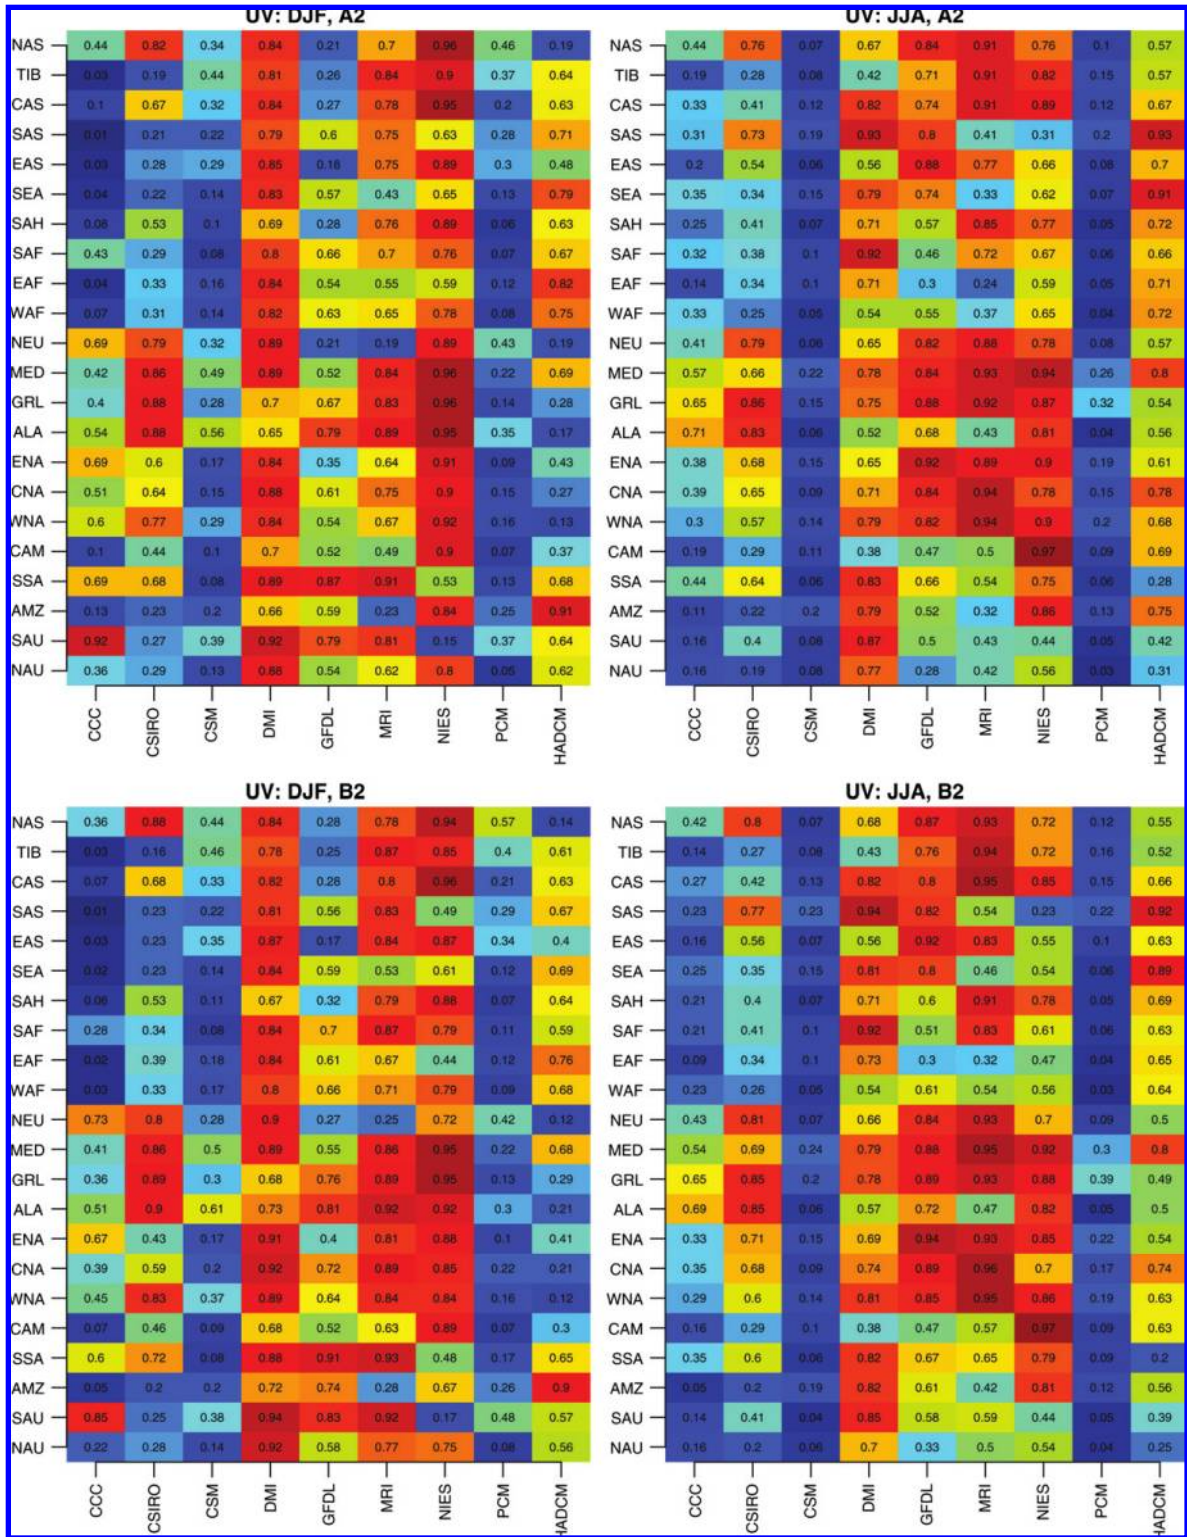 UV: DJF, A2
NAS 0.44 0.82 0.34 0.84 0.21 0.7 0.96 0.46 0.19
TIB 0.03 0.19 0.44 0.81 0.26 0.84 0.9 0.37 0.64
CAS 0.1 0.67 0.32 0.84 0.27 0.78 0.95 0.2 0.63
SAS 0.01 0.21 0.22 0.79 0.6 0.75 0.63 0.28 0.71
EAS 0.03 0.28 0.29 0.85 0.18 0.75 0.89 0.3 0.48
SEA 0.04 0.22 0.14 0.83 0.57 0.43 0.65 0.13 0.79
SAH 0.08 0.53 0.1 0.69 0.28 0.76 0.89 0.06 0.63
SAF 0.43 0.29 0.08 0.8 0.66 0.7 0.76 0.07 0.67
EAF 0.04 0.33 0.16 0.84 0.54 0.55 0.59 0.12 0.82
WAF 0.07 0.31 0.14 0.82 0.63 0.65 0.78 0.08 0.75
NEU 0.69 0.79 0.32 0.89 0.21 0.19 0.89 0.43 0.19
MED 0.42 0.86 0.49 0.89 0.52 0.84 0.96 0.22 0.69
GRL 0.4 0.88 0.28 0.7 0.67 0.83 0.96 0.14 0.28
ALA 0.54 0.88 0.56 0.65 0.79 0.89 0.95 0.35 0.17
ENA 0.69 0.6 0.17 0.84 0.35 0.64 0.91 0.09 0.43
CNA 0.51 0.64 0.15 0.88 0.61 0.75 0.9 0.15 0.27
WNA 0.6 0.77 0.29 0.84 0.54 0.67 0.92 0.16 0.13
CAM 0.1 0.44 0.1 0.7 0.52 0.49 0.9 0.07 0.37
SSA 0.69 0.68 0.08 0.89 0.87 0.91 0.53 0.13 0.68
AMZ 0.13 0.23 0.2 0.66 0.59 0.23 0.84 0.25 0.91
SAU 0.92 0.27 0.39 0.92 0.79 0.81 0.15 0.37 0.64
NAU 0.36 0.29 0.13 0.88 0.54 0.62 0.8 0.05 0.62
CCC CSIRO CSM DMI GFDL MRI NIES PCM HADCM
UV: JJA, A2
NAS 0.44 0.76 0.07 0.67 0.84 0.91 0.76 0.1 0.57
TIB 0.19 0.28 0.08 0.42 0.71 0.91 0.82 0.15 0.57
CAS 0.33 0.41 0.12 0.82 0.74 0.91 0.89 0.12 0.67
SAS 0.31 0.73 0.19 0.93 0.8 0.41 0.31 0.2 0.93
EAS 0.2 0.54 0.06 0.56 0.88 0.77 0.66 0.08 0.7
SEA 0.35 0.34 0.15 0.79 0.74 0.33 0.62 0.07 0.91
SAH 0.25 0.41 0.07 0.71 0.57 0.85 0.77 0.05 0.72
SAF 0.32 0.38 0.1 0.92 0.46 0.72 0.67 0.06 0.66
EAF 0.14 0.34 0.1 0.71 0.3 0.24 0.59 0.05 0.71
WAF 0.33 0.25 0.05 0.54 0.55 0.37 0.65 0.04 0.72
NEU 0.41 0.79 0.06 0.65 0.82 0.88 0.78 0.08 0.57
MED 0.57 0.66 0.22 0.78 0.84 0.93 0.94 0.26 0.8
GRL 0.65 0.86 0.15 0.75 0.88 0.92 0.87 0.32 0.54
ALA 0.71 0.83 0.06 0.52 0.68 0.43 0.81 0.04 0.56
ENA 0.38 0.68 0.15 0.65 0.92 0.89 0.9 0.19 0.61
CNA 0.39 0.65 0.09 0.71 0.84 0.94 0.78 0.15 0.78
WNA 0.3 0.57 0.14 0.79 0.82 0.94 0.9 0.2 0.68
CAM 0.19 0.29 0.11 0.38 0.47 0.5 0.97 0.09 0.69
SSA 0.44 0.64 0.06 0.83 0.66 0.54 0.75 0.06 0.28
AMZ 0.11 0.22 0.2 0.79 0.52 0.32 0.86 0.13 0.75
SAU 0.16 0.4 0.08 0.87 0.5 0.43 0.44 0.05 0.42
NAU 0.16 0.19 0.08 0.77 0.28 0.42 0.56 0.03 0.31
CCC CSIRO CSM DMI GFDL MRI NIES PCM HADCM
UV: DJF, B2
NAS 0.36 0.88 0.44 0.84 0.28 0.78 0.94 0.57 0.14
TIB 0.03 0.16 0.46 0.78 0.25 0.87 0.85 0.4 0.61
CAS 0.07 0.68 0.33 0.82 0.28 0.8 0.96 0.21 0.63
SAS 0.01 0.23 0.22 0.81 0.56 0.83 0.49 0.29 0.67
EAS 0.03 0.23 0.35 0.87 0.17 0.84 0.87 0.34 0.4
SEA 0.02 0.23 0.14 0.84 0.59 0.53 0.61 0.12 0.69
SAH 0.06 0.53 0.11 0.67 0.32 0.79 0.88 0.07 0.64
SAF 0.28 0.34 0.08 0.84 0.7 0.87 0.79 0.11 0.59
EAF 0.02 0.39 0.18 0.84 0.61 0.67 0.44 0.12 0.76
WAF 0.03 0.33 0.17 0.8 0.66 0.71 0.79 0.09 0.68
NEU 0.73 0.8 0.28 0.9 0.27 0.25 0.72 0.42 0.12
MED 0.41 0.86 0.5 0.89 0.55 0.86 0.95 0.22 0.68
GRL 0.36 0.89 0.3 0.68 0.76 0.89 0.95 0.13 0.29
ALA 0.51 0.9 0.61 0.73 0.81 0.92 0.92 0.3 0.21
ENA 0.67 0.43 0.17 0.91 0.4 0.81 0.88 0.1 0.41
CNA 0.39 0.59 0.2 0.92 0.72 0.89 0.85 0.22 0.21
WNA 0.45 0.83 0.37 0.89 0.64 0.84 0.84 0.16 0.12
CAM 0.07 0.46 0.09 0.68 0.52 0.63 0.89 0.07 0.3
SSA 0.6 0.72 0.08 0.88 0.91 0.93 0.48 0.17 0.65
AMZ 0.05 0.2 0.2 0.72 0.74 0.28 0.67 0.26 0.9
SAU 0.85 0.25 0.38 0.94 0.83 0.92 0.17 0.48 0.57
NAU 0.22 0.28 0.14 0.92 0.58 0.77 0.75 0.08 0.56
CCC CSIRO CSM DMI GFDL MRI NIES PCM HADCM
UV: JJA, B2
NAS 0.42 0.8 0.07 0.68 0.87 0.93 0.72 0.12 0.55
TIB 0.14 0.27 0.08 0.43 0.76 0.94 0.72 0.16 0.52
CAS 0.27 0.42 0.13 0.82 0.8 0.95 0.85 0.15 0.66
SAS 0.23 0.77 0.23 0.94 0.82 0.54 0.23 0.22 0.92
EAS 0.16 0.56 0.07 0.56 0.92 0.83 0.55 0.1 0.63
SEA 0.25 0.35 0.15 0.81 0.8 0.46 0.54 0.06 0.89
SAH 0.21 0.4 0.07 0.71 0.6 0.91 0.78 0.05 0.69
SAF 0.21 0.41 0.1 0.92 0.51 0.83 0.61 0.06 0.63
EAF 0.09 0.34 0.1 0.73 0.3 0.32 0.47 0.04 0.65
WAF 0.23 0.26 0.05 0.54 0.61 0.54 0.56 0.03 0.64
NEU 0.43 0.81 0.07 0.66 0.84 0.93 0.7 0.09 0.5
MED 0.54 0.69 0.24 0.79 0.88 0.95 0.92 0.3 0.8
GRL 0.65 0.85 0.2 0.78 0.89 0.93 0.88 0.39 0.49
ALA 0.69 0.85 0.06 0.57 0.72 0.47 0.82 0.05 0.5
ENA 0.33 0.71 0.15 0.69 0.94 0.93 0.85 0.22 0.54
CNA 0.35 0.68 0.09 0.74 0.89 0.96 0.7 0.17 0.74
WNA 0.29 0.6 0.14 0.81 0.85 0.95 0.86 0.19 0.63
CAM 0.16 0.29 0.1 0.38 0.47 0.57 0.97 0.09 0.63
SSA 0.35 0.6 0.06 0.82 0.67 0.65 0.79 0.09 0.2
AMZ 0.05 0.2 0.19 0.82 0.61 0.42 0.81 0.12 0.56
SAU 0.14 0.41 0.04 0.85 0.58 0.59 0.44 0.05 0.39
NAU 0.16 0.2 0.06 0.7 0.33 0.5 0.54 0.04 0.25
CCC CSIRO CSM DMI GFDL MRI NIES PCM HADCM